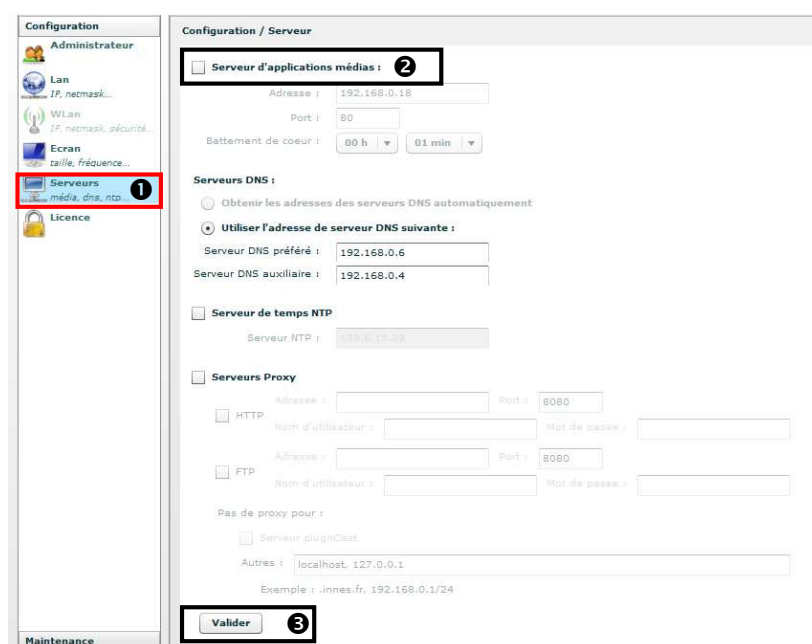 Configuration
Administrateur
Lan
IP, netmask...
WLan
IP, netmask, sécurité...
Ecran
taille, fréquence...
Serveurs
média, dns, ntp...
❶
Licence
Maintenance
Configuration / Serveur
Serveur d'applications médias : ❷
Adresse : 192.168.0.18
Port : 80
Battement de coeur : 00 h 01 min
Serveurs DNS :
Obtenir les adresses des serveurs DNS automatiquement
Utiliser l'adresse de serveur DNS suivante :
Serveur DNS préféré : 192.168.0.6
Serveur DNS auxiliaire : 192.168.0.4
Serveur de temps NTP
Serveur NTP :
Serveurs Proxy
HTTP
Adresse : Port : 8080
Nom d'utilisateur : Mot de passe :
FTP
Adresse : Port : 8080
Nom d'utilisateur : Mot de passe :
Pas de proxy pour :
Serveur plugnCast
Autres : localhost, 127.0.0.1
Exemple : .innes.fr, 192.168.0.1/24
Valider ❸